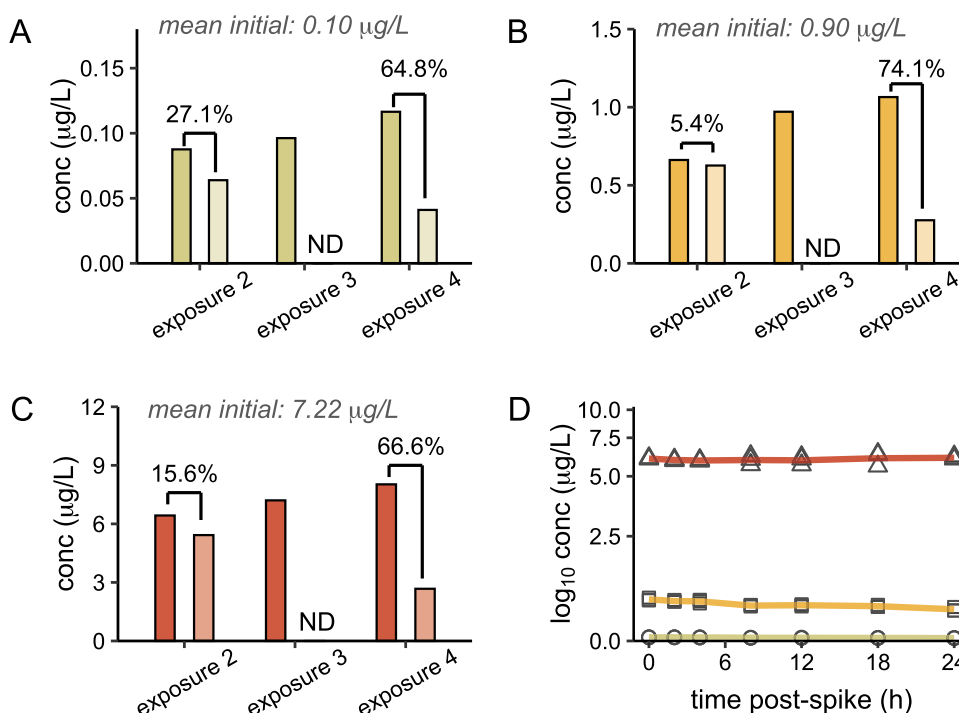 A
mean initial: 0.10 µg/L
conc (µg/L)
0.15
0.10
0.05
0.00
27.1%
ND
64.8%
exposure 2
exposure 3
exposure 4
B
mean initial: 0.90 µg/L
conc (µg/L)
1.5
1.0
0.5
0.0
5.4%
ND
74.1%
exposure 2
exposure 3
exposure 4
C
mean initial: 7.22 µg/L
conc (µg/L)
12
9
6
3
0
15.6%
ND
66.6%
exposure 2
exposure 3
exposure 4
D
log₁₀ conc (µg/L)
10.0
7.5
5.0
2.5
0.0
0 6 12 18 24
time post-spike (h)